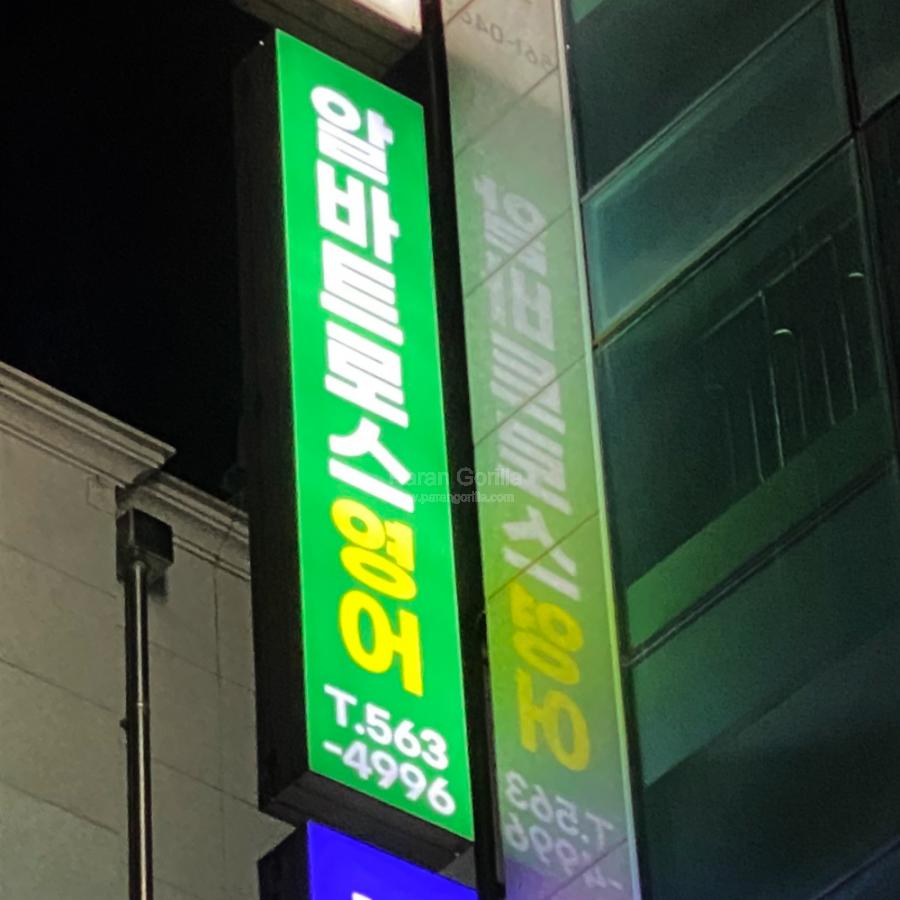 알바트로스영어
T.563
-4996
Paran Gorilla
www.parangorilla.com